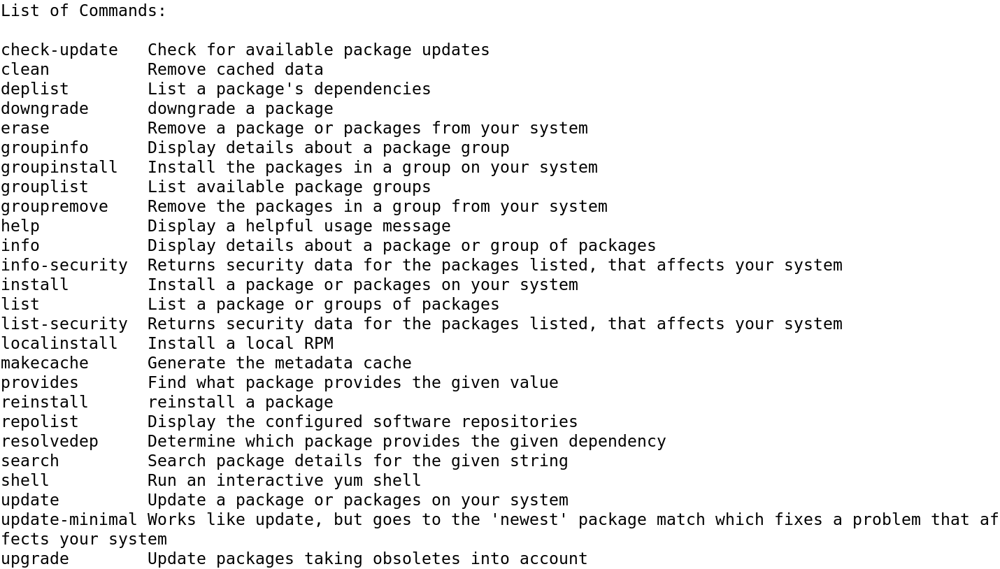 List of Commands:

check-update   Check for available package updates
clean          Remove cached data
deplist        List a package's dependencies
downgrade      downgrade a package
erase          Remove a package or packages from your system
groupinfo      Display details about a package group
groupinstall   Install the packages in a group on your system
grouplist      List available package groups
groupremove    Remove the packages in a group from your system
help           Display a helpful usage message
info           Display details about a package or group of packages
info-security  Returns security data for the packages listed, that affects your system
install        Install a package or packages on your system
list           List a package or groups of packages
list-security  Returns security data for the packages listed, that affects your system
localinstall   Install a local RPM
makecache      Generate the metadata cache
provides       Find what package provides the given value
reinstall      reinstall a package
repolist       Display the configured software repositories
resolvedep     Determine which package provides the given dependency
search         Search package details for the given string
shell          Run an interactive yum shell
update         Update a package or packages on your system
update-minimal Works like update, but goes to the 'newest' package match which fixes a problem that af
fects your system
upgrade        Update packages taking obsoletes into account